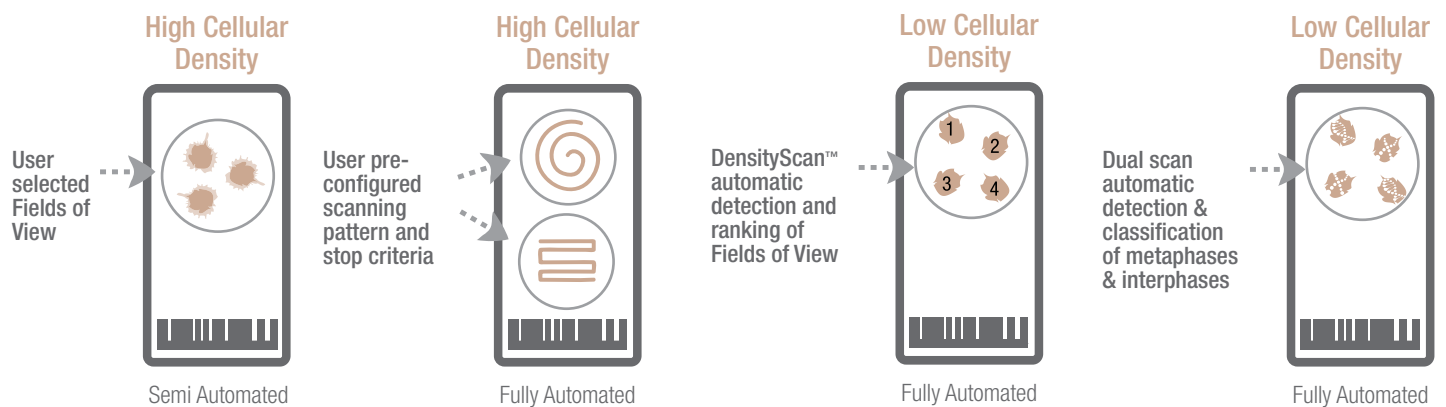 High Cellular
Density
User
selected
Fields of
View
Semi Automated
High Cellular
Density
User pre-
configured
scanning
pattern and
stop criteria
Fully Automated
Low Cellular
Density
DensityScan™
automatic
detection and
ranking of
Fields of View
1
2
3
4
Fully Automated
Low Cellular
Density
Dual scan
automatic
detection &
classification
of metaphases
& interphases
Fully Automated